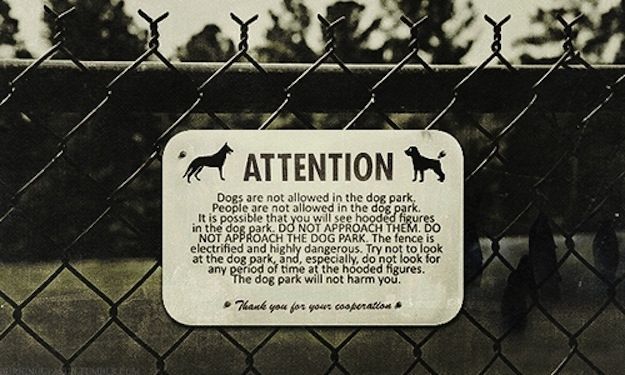 ATTENTION
Dogs are not allowed in the dog park.
People are not allowed in the dog park.
It is possible that you will see hooded figures
in the dog park. DO NOT APPROACH THEM. DO
NOT APPROACH THE DOG PARK. The fence is
electrified and highly dangerous. Try not to look
at the dog park, and, especially, do not look for
any period of time at the hooded figures.
The dog park will not harm you.
Thank you for your cooperation